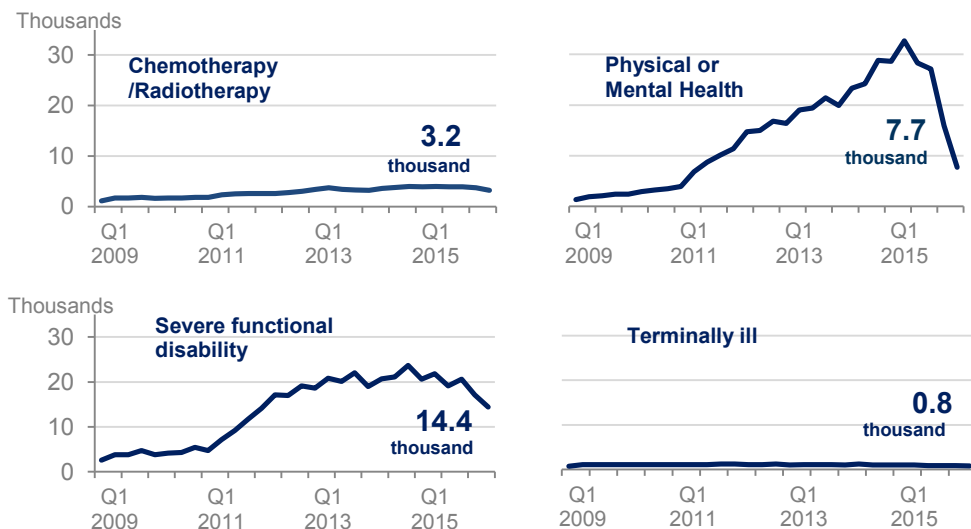 Thousands
30
20
10
0
Chemotherapy
/Radiotherapy
3.2
thousand
Q1 Q1 Q1 Q1
2009 2011 2013 2015
Physical or
Mental Health
7.7
thousand
Q1 Q1 Q1 Q1
2009 2011 2013 2015
Thousands
30
20
10
0
Severe functional
disability
14.4
thousand
Q1 Q1 Q1 Q1
2009 2011 2013 2015
Terminally ill
0.8
thousand
Q1 Q1 Q1 Q1
2009 2011 2013 2015